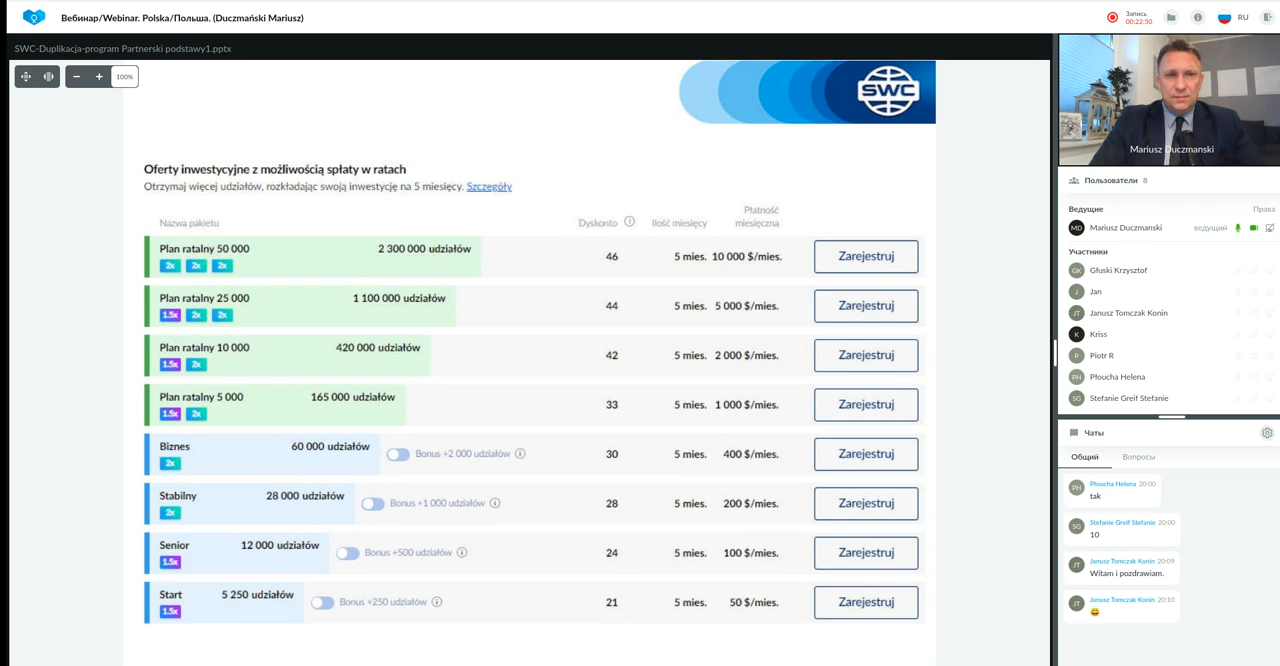 Вебинар/Webinar. Polska/Польша. (Duczmański Mariusz)
Запись
00:22:50
RU
SWC-Duplikacja-program Partnerski podstawy1.pptx
100%
SWC
Oferty inwestycyjne z możliwością spłaty w ratach
Otrzymaj więcej udziałów, rozkładając swoją inwestycję na 5 miesięcy. Szczegóły
Nazwa pakietu Dyskonto Ilość miesięcy Płatność miesięczna
Plan ratalny 50 000 2 300 000 udziałów 46 5 mies. 10 000 $/mies. Zarejestruj
2x 2x 2x
Plan ratalny 25 000 1 100 000 udziałów 44 5 mies. 5 000 $/mies. Zarejestruj
1.5x 2x 2x
Plan ratalny 10 000 420 000 udziałów 42 5 mies. 2 000 $/mies. Zarejestruj
1.5x 2x
Plan ratalny 5 000 165 000 udziałów 33 5 mies. 1 000 $/mies. Zarejestruj
1.5x 2x
Biznes 60 000 udziałów Bonus +2 000 udziałów 30 5 mies. 400 $/mies. Zarejestruj
2x
Stabilny 28 000 udziałów Bonus +1 000 udziałów 28 5 mies. 200 $/mies. Zarejestruj
2x
Senior 12 000 udziałów Bonus +500 udziałów 24 5 mies. 100 $/mies. Zarejestruj
1.5x
Start 5 250 udziałów Bonus +250 udziałów 21 5 mies. 50 $/mies. Zarejestruj
1.5x
Mariusz Duczmanski
Пользователи 8
Ведущие Права
MD Mariusz Duczmanski ведущий
Участники
GK Głuski Krzysztof
J Jan
JT Janusz Tomczak Konin
K Kriss
P Piotr R
PH Płoucha Helena
SG Stefanie Greif Stefanie
Чаты
Общий Вопросы
PH Płoucha Helena 20:00
tak
SG Stefanie Greif Stefanie 20:00
10
JT Janusz Tomczak Konin 20:09
Witam i pozdrawiam.
JT Janusz Tomczak Konin 20:10
😄